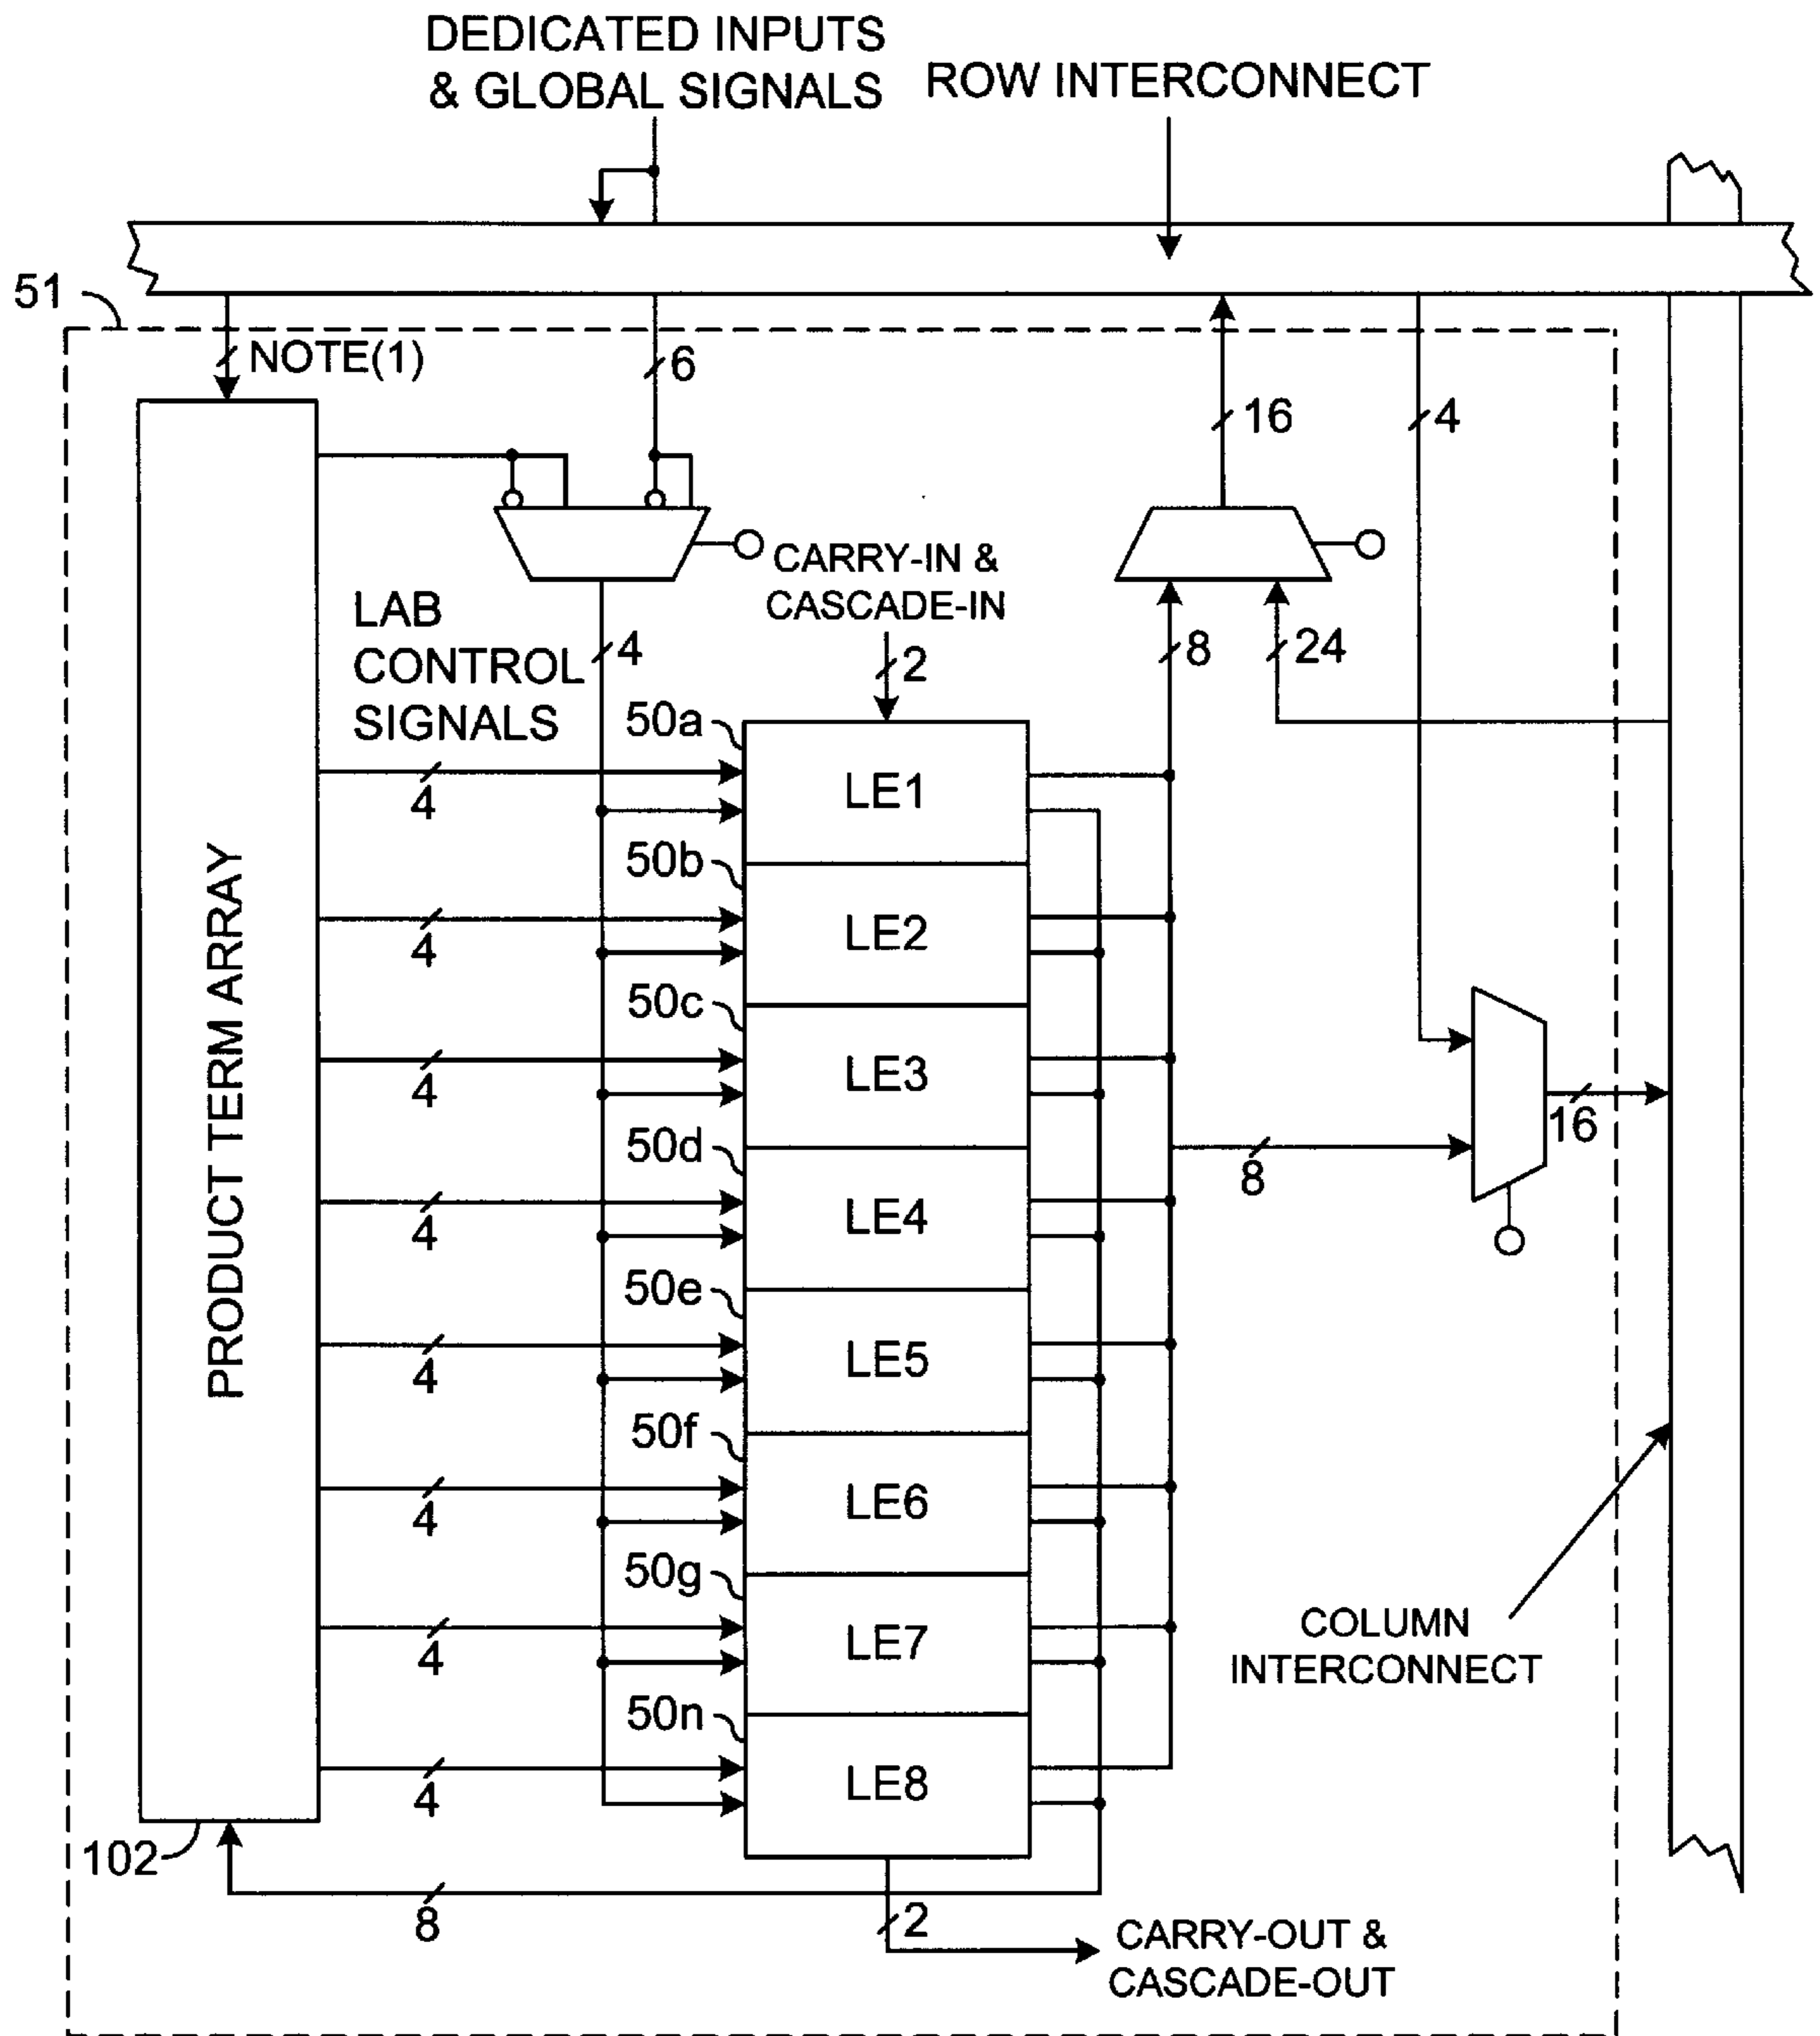 DEDICATED INPUTS
& GLOBAL SIGNALS
ROW INTERCONNECT
51
NOTE(1)
6
16
4
CARRY-IN &
CASCADE-IN
LAB
CONTROL
SIGNALS
4
2
8
24
50a
4
LE1
50b
4
LE2
50c
4
LE3
16
50d
4
LE4
8
50e
4
LE5
50f
4
LE6
50g
4
LE7
50n
4
LE8
PRODUCT TERM ARRAY
COLUMN
INTERCONNECT
102
8
2
CARRY-OUT &
CASCADE-OUT